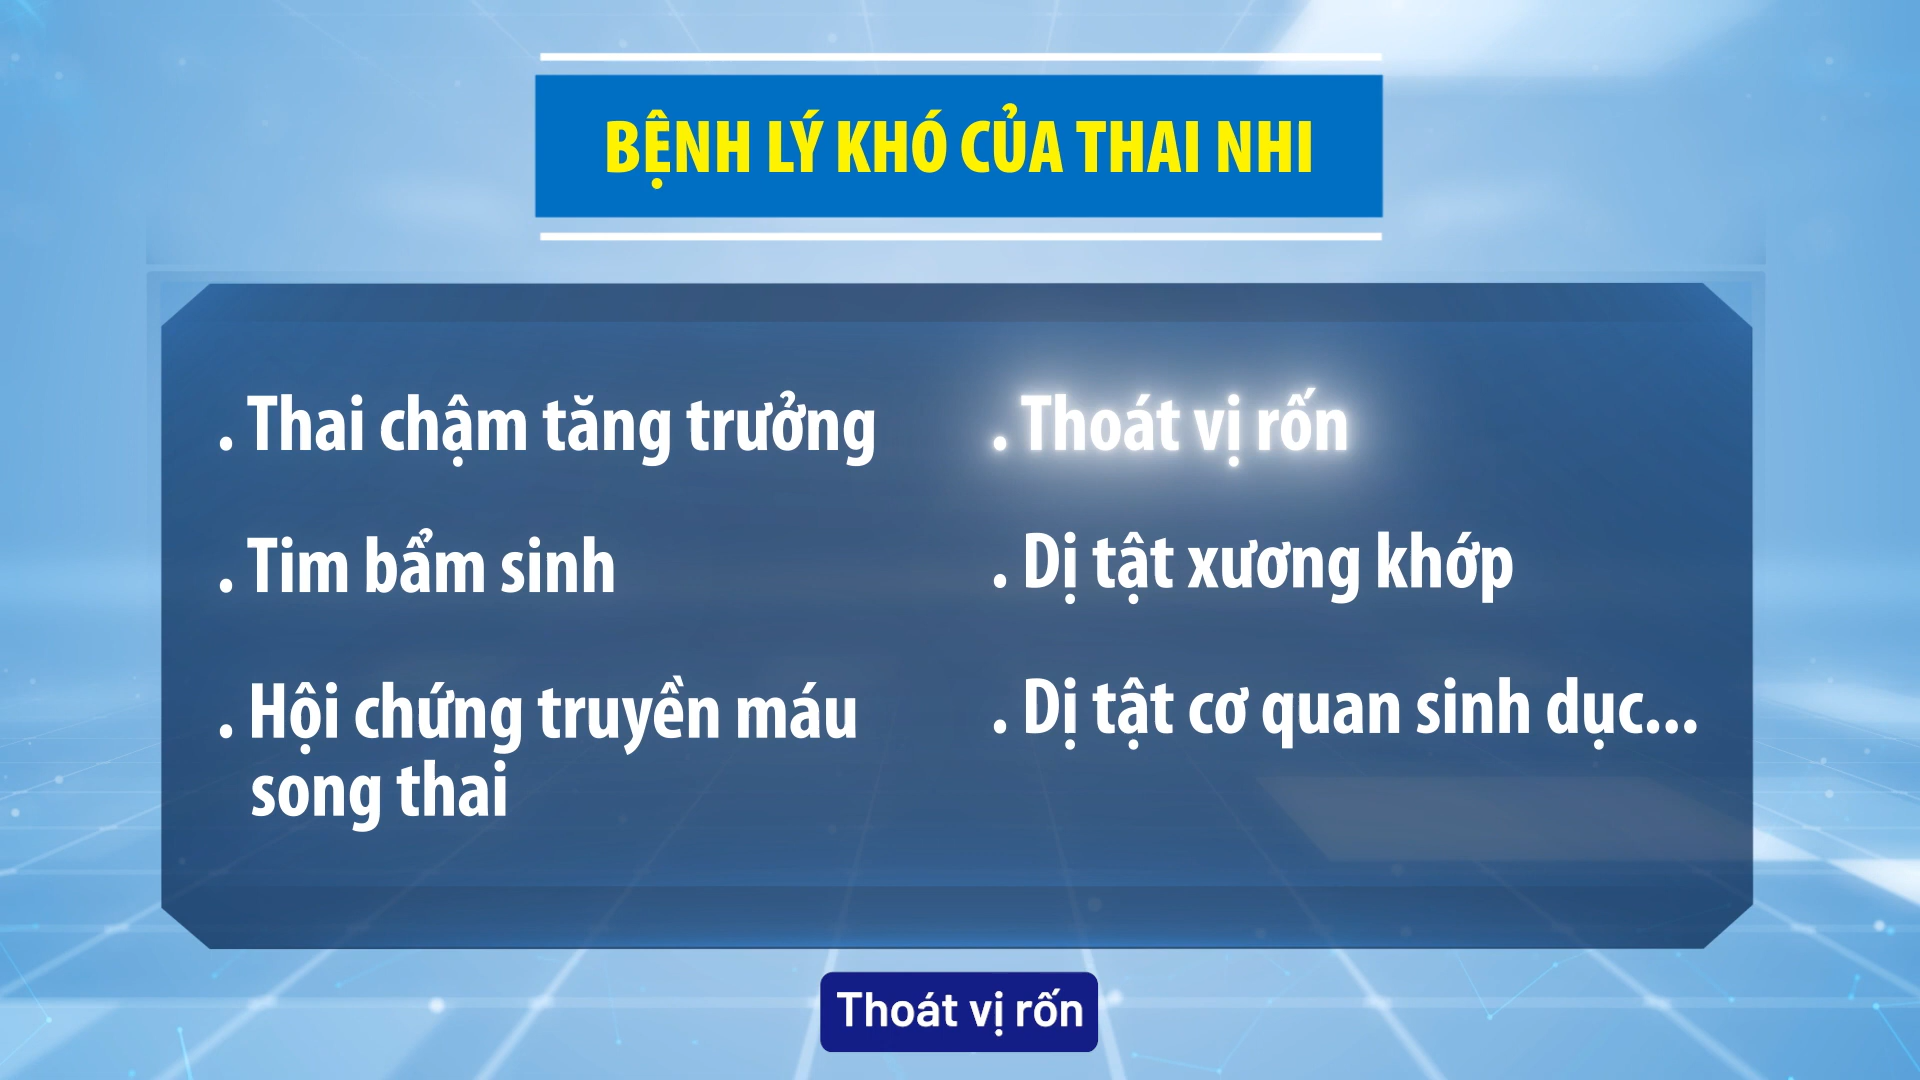 BỆNH LÝ KHÓ CỦA THAI NHI
. Thai chậm tăng trưởng
. Tim bẩm sinh
. Hội chứng truyền máu
song thai
. Thoát vị rốn
. Dị tật xương khớp
. Dị tật cơ quan sinh dục...
Thoát vị rốn